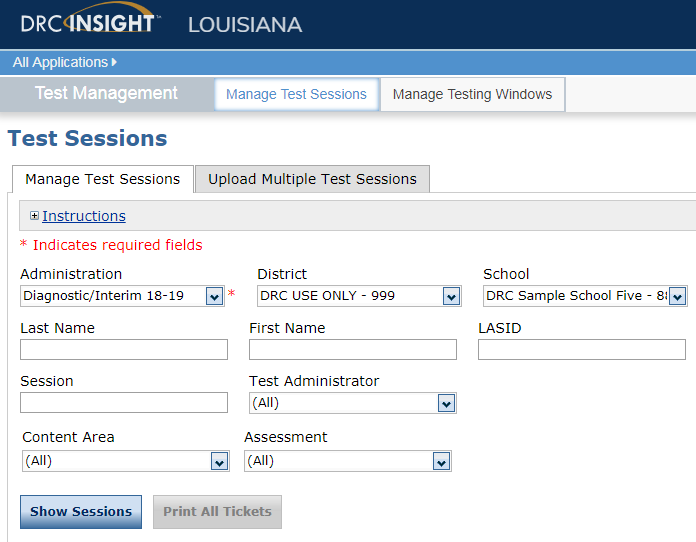 DRC INSIGHT™ LOUISIANA
All Applications
Test Management Manage Test Sessions Manage Testing Windows
Test Sessions
Manage Test Sessions Upload Multiple Test Sessions
Instructions
* Indicates required fields
Administration District School
Diagnostic/Interim 18-19 * DRC USE ONLY - 999 DRC Sample School Five - 88
Last Name First Name LASID
Session Test Administrator
(All)
Content Area Assessment
(All) (All)
Show Sessions Print All Tickets